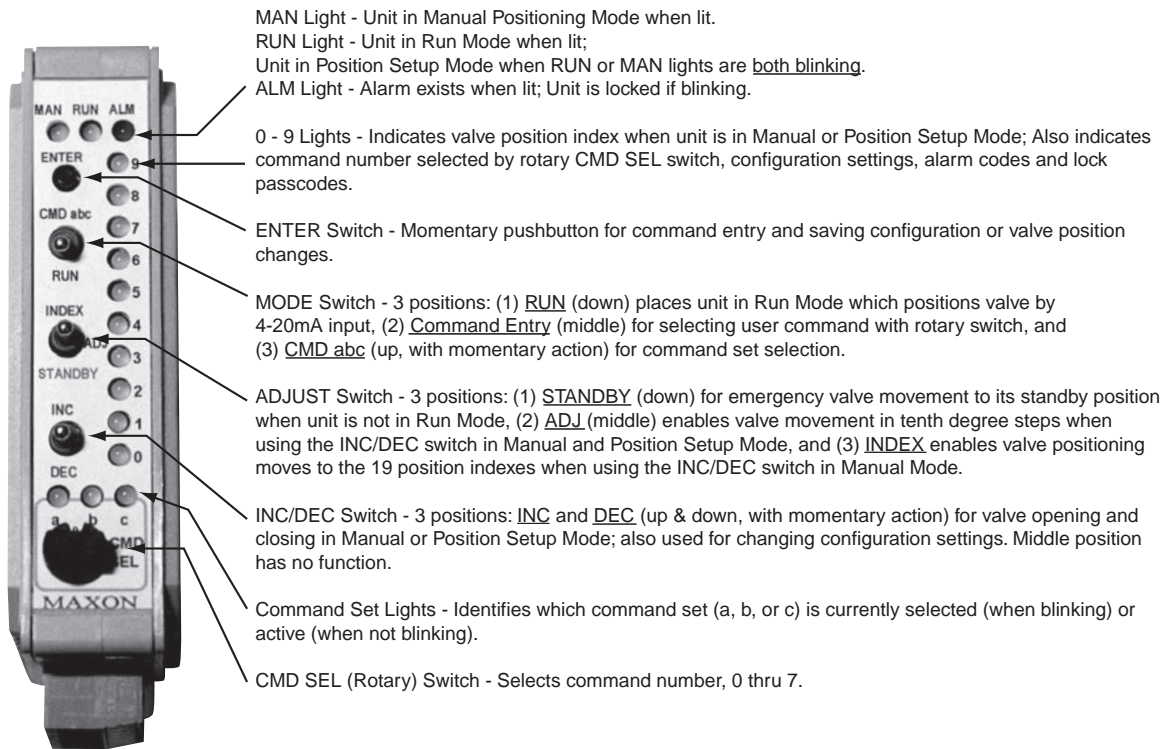 MAN Light - Unit in Manual Positioning Mode when lit.
RUN Light - Unit in Run Mode when lit;
Unit in Position Setup Mode when RUN or MAN lights are both blinking.
ALM Light - Alarm exists when lit; Unit is locked if blinking.
0 - 9 Lights - Indicates valve position index when unit is in Manual or Position Setup Mode; Also indicates
command number selected by rotary CMD SEL switch, configuration settings, alarm codes and lock
passcodes.
ENTER Switch - Momentary pushbutton for command entry and saving configuration or valve position
changes.
MODE Switch - 3 positions: (1) RUN (down) places unit in Run Mode which positions valve by
4-20mA input, (2) Command Entry (middle) for selecting user command with rotary switch, and
(3) CMD abc (up, with momentary action) for command set selection.
ADJUST Switch - 3 positions: (1) STANDBY (down) for emergency valve movement to its standby position
when unit is not in Run Mode, (2) ADJ (middle) enables valve movement in tenth degree steps when
using the INC/DEC switch in Manual and Position Setup Mode, and (3) INDEX enables valve positioning
moves to the 19 position indexes when using the INC/DEC switch in Manual Mode.
INC/DEC Switch - 3 positions: INC and DEC (up & down, with momentary action) for valve opening and
closing in Manual or Position Setup Mode; also used for changing configuration settings. Middle position
has no function.
Command Set Lights - Identifies which command set (a, b, or c) is currently selected (when blinking) or
active (when not blinking).
CMD SEL (Rotary) Switch - Selects command number, 0 thru 7.
MAN RUN ALM
ENTER
9
8
CMD abc
7
6
RUN
5
INDEX
4
ADJ
3
STANDBY
2
INC
1
0
DEC
a b c
CMD
SEL
MAXON